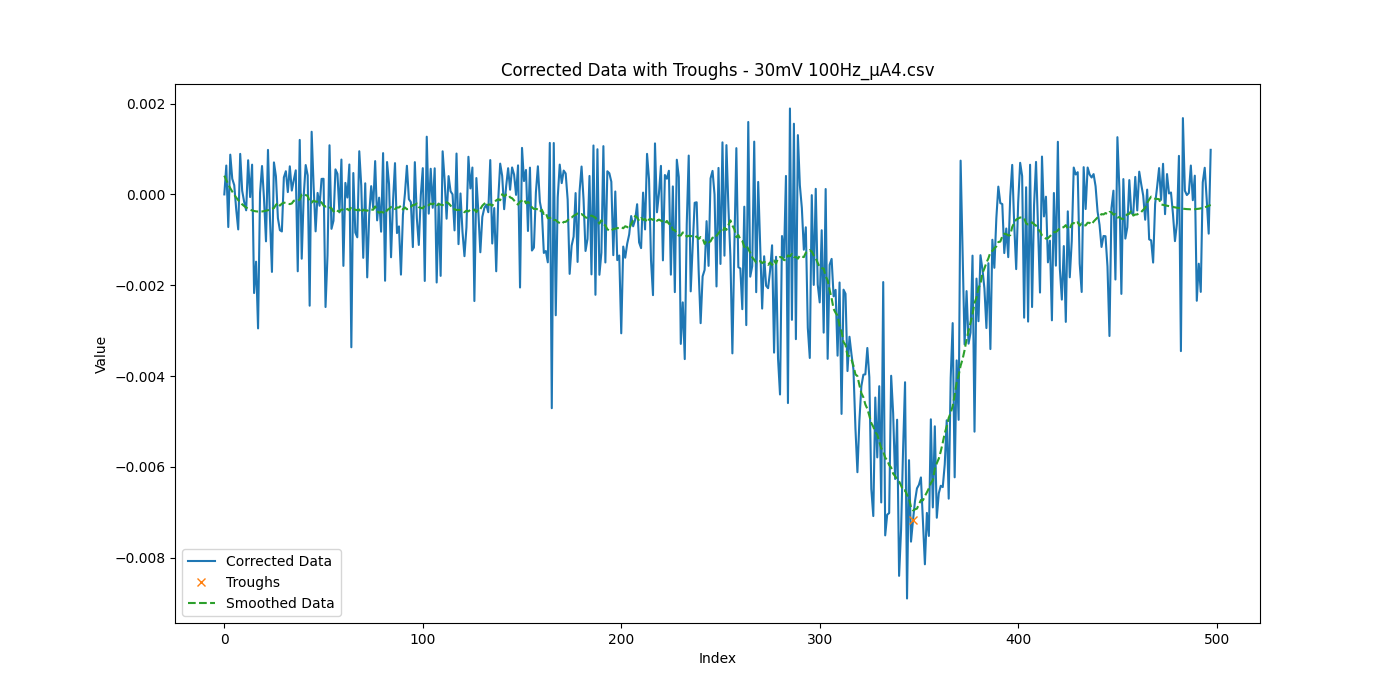 Corrected Data with Troughs - 30mV 100Hz_μA4.csv
0.002
0.000
−0.002
−0.004
−0.006
−0.008
Value
Corrected Data
Troughs
Smoothed Data
0
100
200
300
400
500
Index